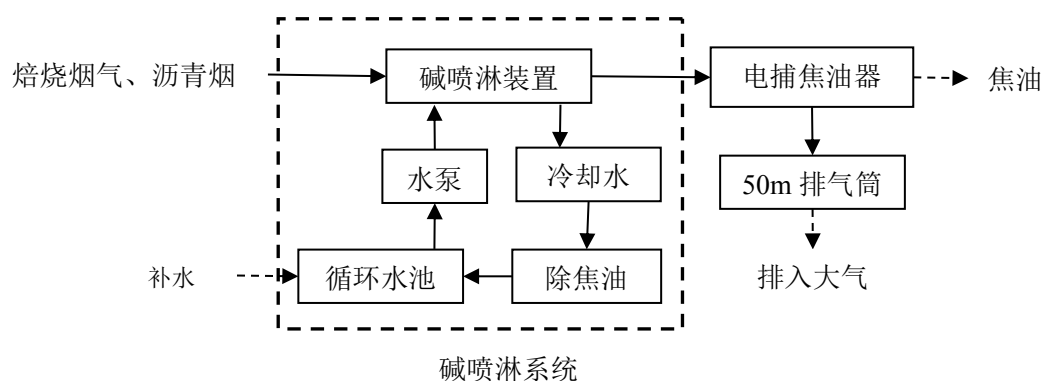 焙烧烟气、沥青烟
碱喷淋装置
电捕焦油器
焦油
水泵
冷却水
50m 排气筒
补水
循环水池
除焦油
排入大气
碱喷淋系统